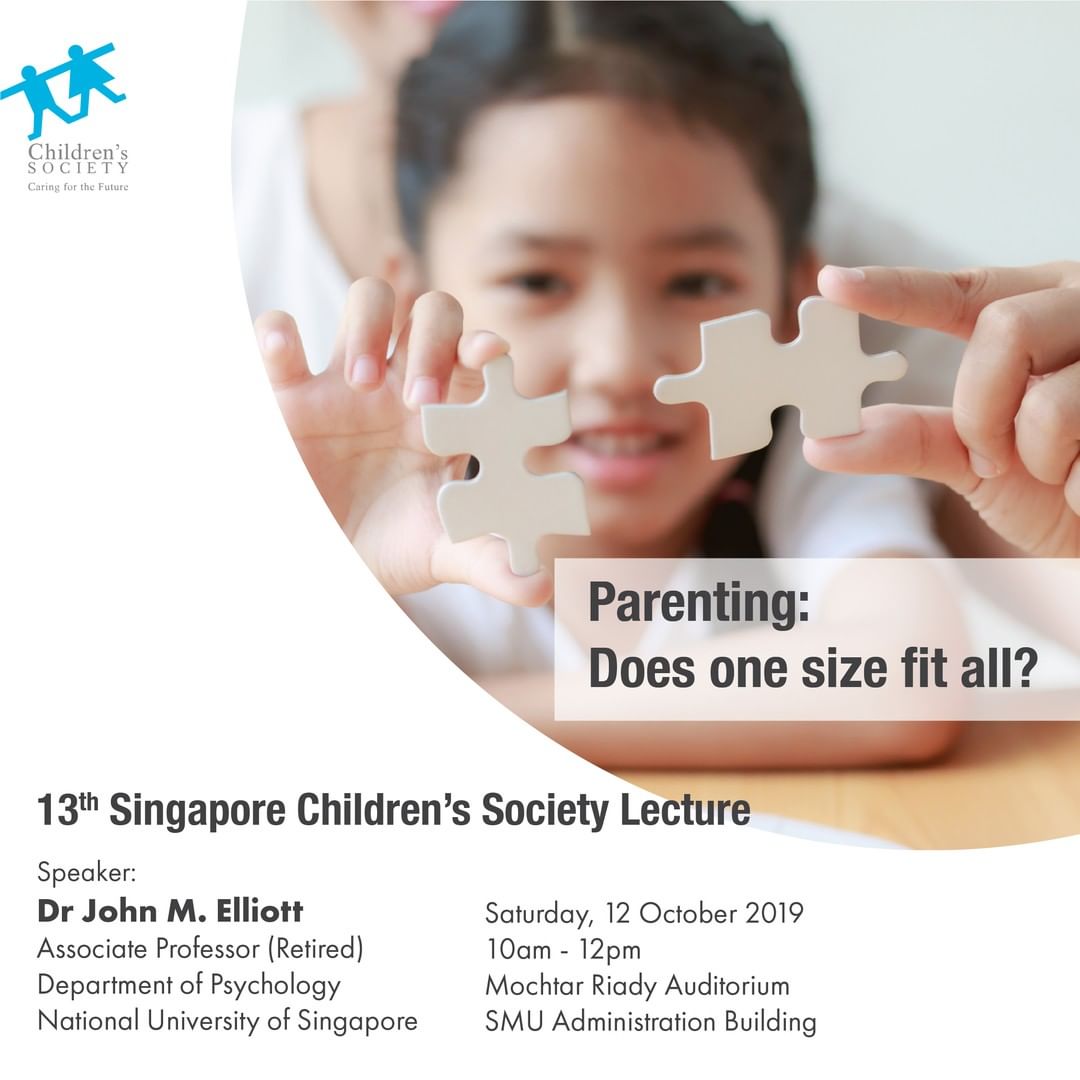 Children's
SOCIETY
Caring for the Future
Parenting:
Does one size fit all?
13th Singapore Children's Society Lecture
Speaker:
Dr John M. Elliott
Associate Professor (Retired)
Department of Psychology
National University of Singapore
Saturday, 12 October 2019
10am - 12pm
Mochtar Riady Auditorium
SMU Administration Building